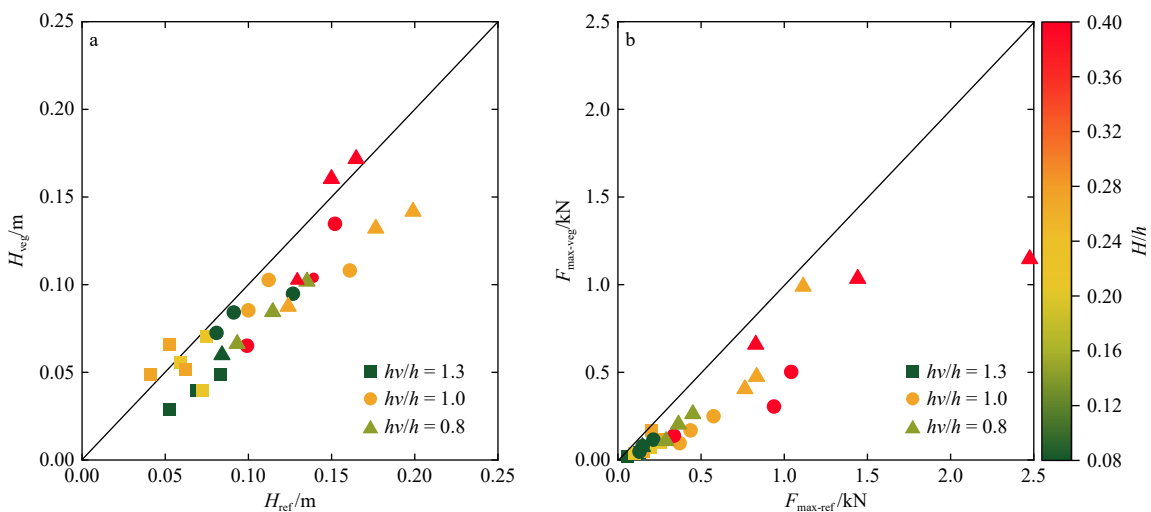 a
0.25
0.20
0.15
0.10
0.05
0.00
H_veg/m
0.00 0.05 0.10 0.15 0.20 0.25
H_ref/m
hv/h = 1.3
hv/h = 1.0
hv/h = 0.8
b
2.5
2.0
1.5
1.0
0.5
0.00
F_max-veg/kN
0.0 0.5 1.0 1.5 2.0 2.5
F_max-ref/kN
hv/h = 1.3
hv/h = 1.0
hv/h = 0.8
0.40
0.36
0.32
0.28
0.24
0.20
0.16
0.12
0.08
H/h